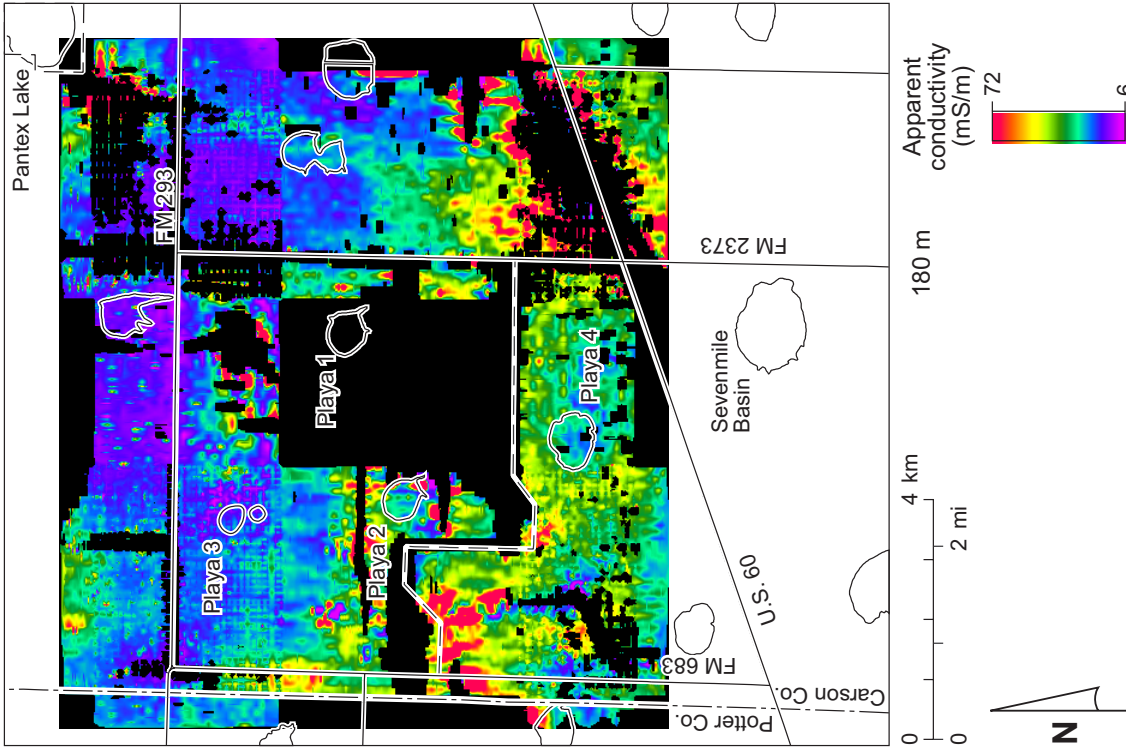 Pantex Lake
FM 293
Playa 3
Playa 1
Playa 2
Playa 4
FM 2373
Sevenmile
Basin
U.S. 60
FM 683
Carson Co.
Potter Co.
Apparent
conductivity
(mS/m)
72
6
180 m
0 4 km
0 2 mi
N